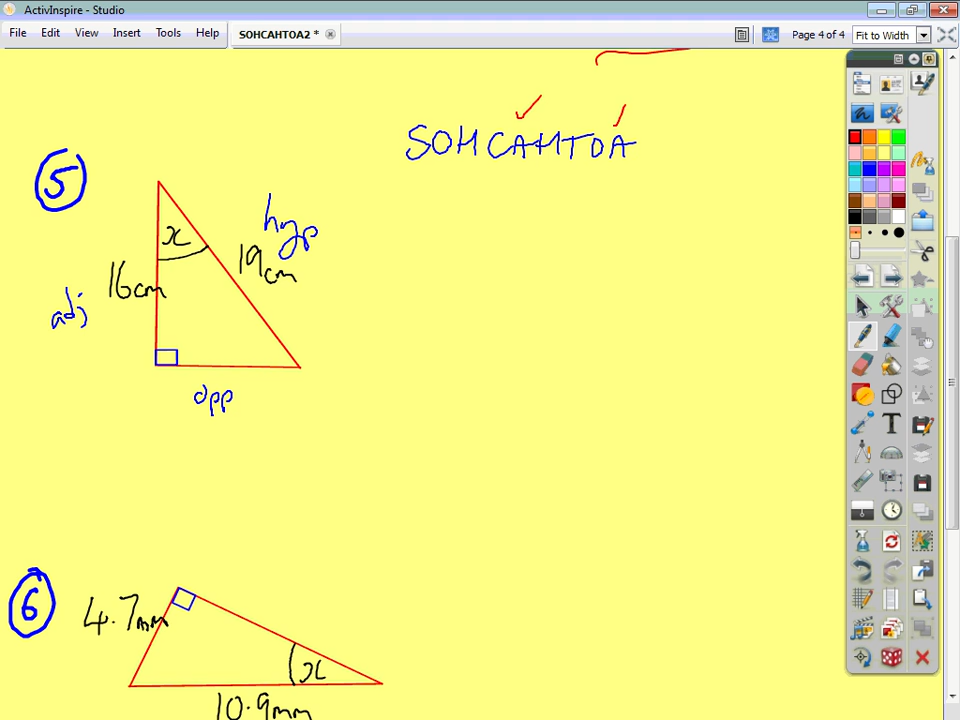 ActivInspire - Studio
File Edit View Insert Tools Help SOHCAHTOA2 * Page 4 of 4 Fit to Width
SOHCAHTOA
5
x
hyp
19cm
16cm
adj
opp
6
4.7mm
x
10.9mm